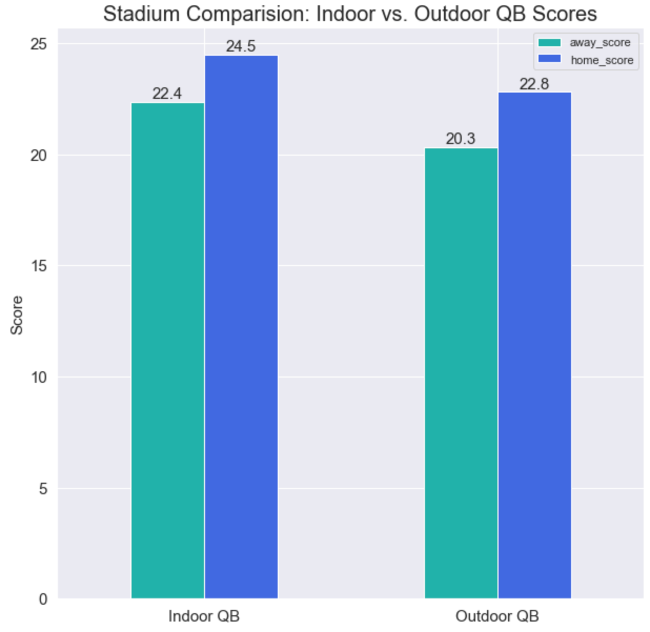 Stadium Comparision: Indoor vs. Outdoor QB Scores
away_score
home_score
25
20
15
10
5
0
Score
22.4
24.5
20.3
22.8
Indoor QB
Outdoor QB